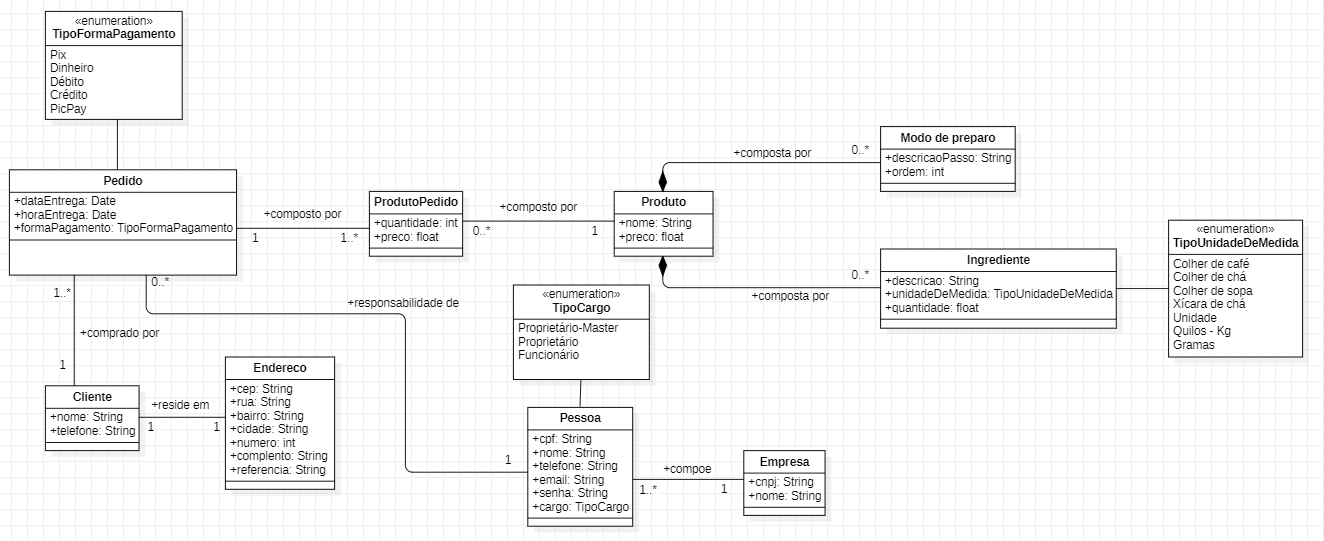 «enumeration»
TipoFormaPagamento
Pix
Dinheiro
Débito
Crédito
PicPay
Pedido
+dataEntrega: Date
+horaEntrega: Date
+formaPagamento: TipoFormaPagamento
+composto por
1
1..*
ProdutoPedido
+quantidade: int
+preco: float
+composto por
0..*
1
Produto
+nome: String
+preco: float
+composta por
0..*
Modo de preparo
+descricaoPasso: String
+ordem: int
+composta por
0..*
Ingrediente
+descricao: String
+unidadeDeMedida: TipoUnidadeDeMedida
+quantidade: float
«enumeration»
TipoUnidadeDeMedida
Colher de café
Colher de chá
Colher de sopa
Xícara de chá
Unidade
Quilos - Kg
Gramas
1..*
+comprado por
1
0..*
+responsabilidade de
1
«enumeration»
TipoCargo
Proprietário-Master
Proprietário
Funcionário
Cliente
+nome: String
+telefone: String
+reside em
1
1
Endereco
+cep: String
+rua: String
+bairro: String
+cidade: String
+numero: int
+complento: String
+referencia: String
Pessoa
+cpf: String
+nome: String
+telefone: String
+email: String
+senha: String
+cargo: TipoCargo
+compoe
1..*
1
Empresa
+cnpj: String
+nome: String